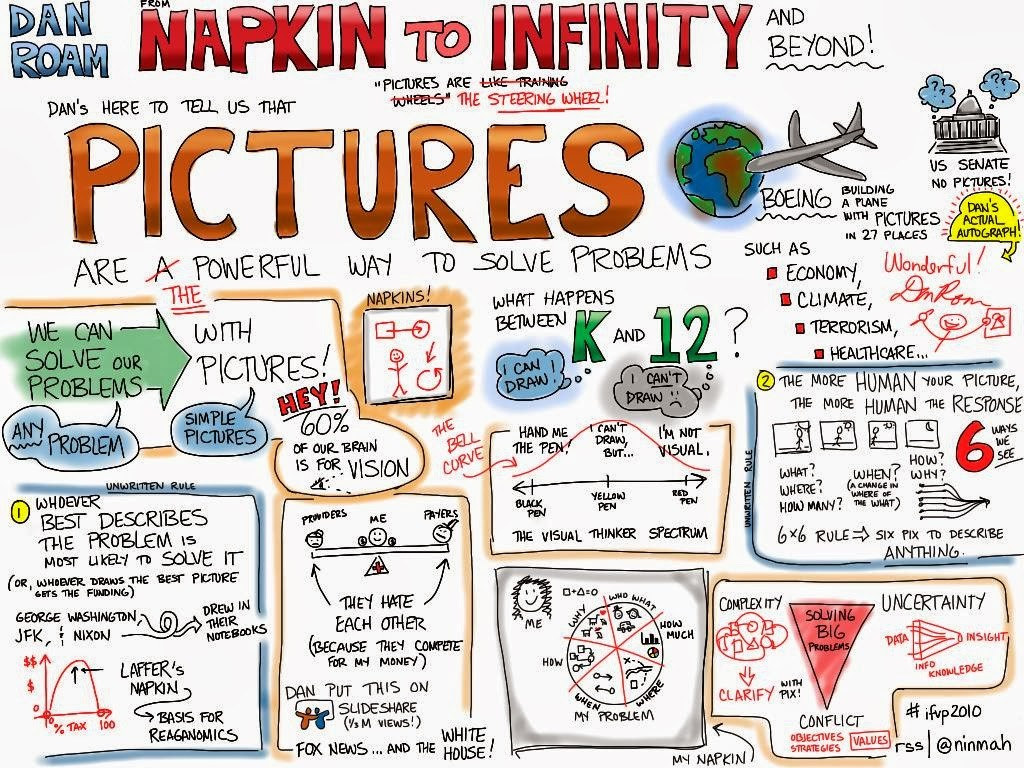 DAN
ROAM
FROM
NAPKIN TO INFINITY
AND
BEYOND!
"PICTURES ARE LIKE TRAINING
WHEELS" THE STEERING WHEEL!
DAN'S HERE TO TELL US THAT
PICTURES
ARE A POWERFUL WAY TO SOLVE PROBLEMS
THE
BOEING
BUILDING
A PLANE
WITH PICTURES
IN 27 PLACES
US SENATE
NO PICTURES!
DAN'S
ACTUAL
AUTOGRAPH!
SUCH AS
ECONOMY,
CLIMATE,
TERRORISM,
HEALTHCARE...
Wonderful!
Dan Roam
WE CAN
SOLVE OUR
PROBLEMS
WITH
PICTURES!
ANY PROBLEM
SIMPLE
PICTURES
NAPKINS!
HEY!
60%
OF OUR BRAIN
IS FOR VISION
WHAT HAPPENS
BETWEEN K AND 12?
I CAN
DRAW!
I CAN'T
DRAW
THE
BELL
CURVE
HAND ME
THE PEN!
I CAN'T
DRAW,
BUT...
I'M NOT
VISUAL,
BLACK
PEN
YELLOW
PEN
RED
PEN
THE VISUAL THINKER SPECTRUM
UNWRITTEN RULE
2 THE MORE HUMAN YOUR PICTURE,
THE MORE HUMAN THE RESPONSE
6 WAYS
WE
SEE
WHAT?
WHERE?
HOW MANY?
WHEN?
(A CHANGE IN
WHERE OF
THE WHAT)
HOW?
WHY?
6x6 RULE ⇒ SIX PIX TO DESCRIBE
ANYTHING.
UNWRITTEN RULE
1 WHOEVER
BEST DESCRIBES
THE PROBLEM IS
MOST LIKELY TO SOLVE IT
(OR, WHOEVER DRAWS THE BEST PICTURE
GETS THE FUNDING)
GEORGE WASHINGTON
JFK, & NIXON
DREW IN
THEIR
NOTEBOOKS
$$
$
0
% TAX
100
LAFFER'S
NAPKIN
BASIS FOR
REAGANOMICS
PROVIDERS
ME
PAYERS
THEY HATE
EACH OTHER
(BECAUSE THEY COMPETE
FOR MY MONEY)
DAN PUT THIS ON
SLIDESHARE
(1/3 M VIEWS!)
FOX NEWS... AND THE WHITE
HOUSE!
ME
□+△=O
WHY
WHO WHAT
HOW
MUCH
HOW
WHEN
WHERE
MY PROBLEM
MY NAPKIN
COMPLEXITY
CLARIFY WITH
PIX!
SOLVING
BIG
PROBLEMS
UNCERTAINTY
DATA
INSIGHT
INFO
KNOWLEDGE
CONFLICT
OBJECTIVES
STRATEGIES
VALUES
#ifvp2010
rss|@ninmah